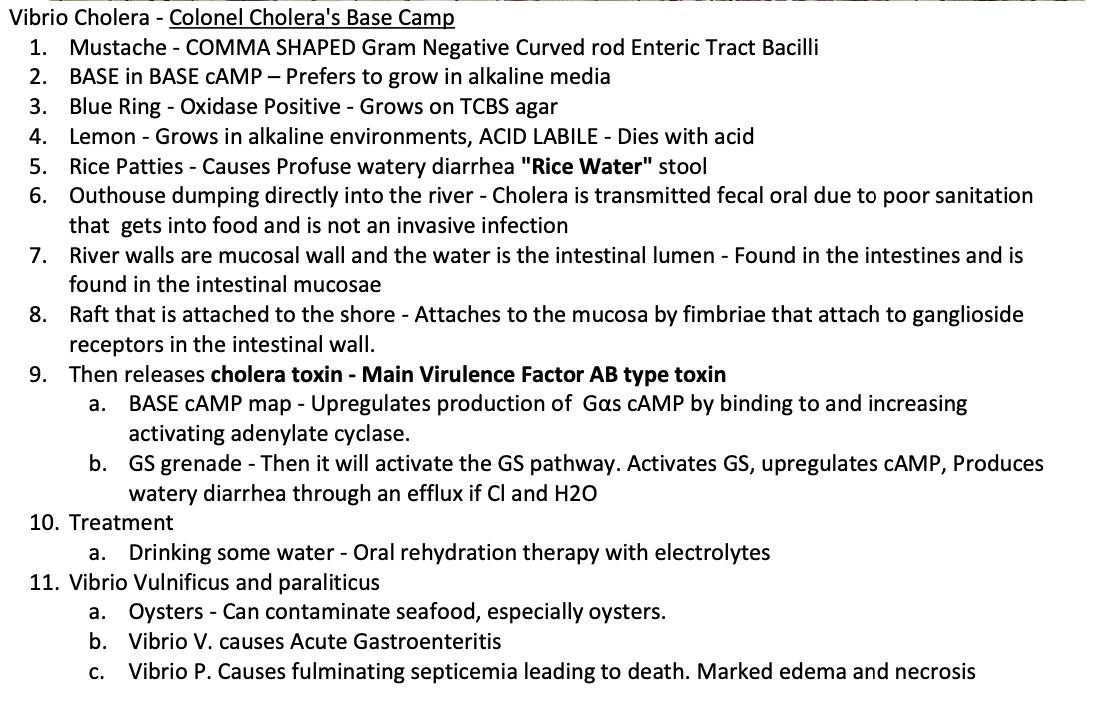 Vibrio Cholera - Colonel Cholera's Base Camp
1. Mustache - COMMA SHAPED Gram Negative Curved rod Enteric Tract Bacilli
2. BASE in BASE cAMP – Prefers to grow in alkaline media
3. Blue Ring - Oxidase Positive - Grows on TCBS agar
4. Lemon - Grows in alkaline environments, ACID LABILE - Dies with acid
5. Rice Patties - Causes Profuse watery diarrhea "Rice Water" stool
6. Outhouse dumping directly into the river - Cholera is transmitted fecal oral due to poor sanitation
that  gets into food and is not an invasive infection
7. River walls are mucosal wall and the water is the intestinal lumen - Found in the intestines and is
found in the intestinal mucosae
8. Raft that is attached to the shore - Attaches to the mucosa by fimbriae that attach to ganglioside
receptors in the intestinal wall.
9. Then releases cholera toxin - Main Virulence Factor AB type toxin
a. BASE cAMP map - Upregulates production of  Gαs cAMP by binding to and increasing
activating adenylate cyclase.
b. GS grenade - Then it will activate the GS pathway. Activates GS, upregulates cAMP, Produces
watery diarrhea through an efflux if Cl and H2O
10. Treatment
a. Drinking some water - Oral rehydration therapy with electrolytes
11. Vibrio Vulnificus and paraliticus
a. Oysters - Can contaminate seafood, especially oysters.
b. Vibrio V. causes Acute Gastroenteritis
c. Vibrio P. Causes fulminating septicemia leading to death. Marked edema and necrosis